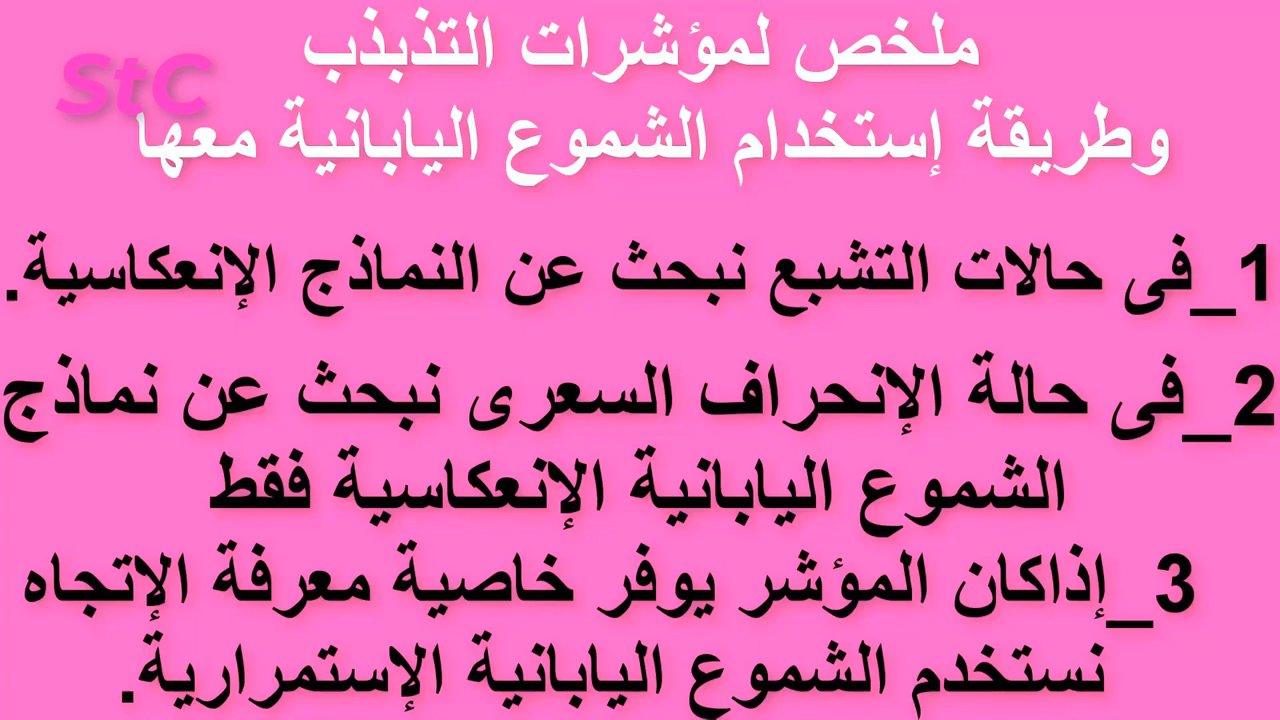 StC
ملخص لمؤشرات التذبذب
وطريقة إستخدام الشموع اليابانية معها
1_فى حالات التشبع نبحث عن النماذج الإنعكاسية.
2_فى حالة الإنحراف السعرى نبحث عن نماذج
الشموع اليابانية الإنعكاسية فقط
3_إذاكان المؤشر يوفر خاصية معرفة الإتجاه
نستخدم الشموع اليابانية الإستمرارية.